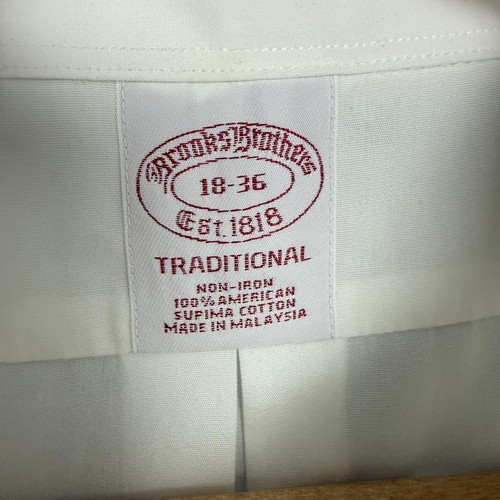 Brooks Brothers
18-36
Est. 1818
TRADITIONAL
NON-IRON
100% AMERICAN
SUPIMA COTTON
MADE IN MALAYSIA